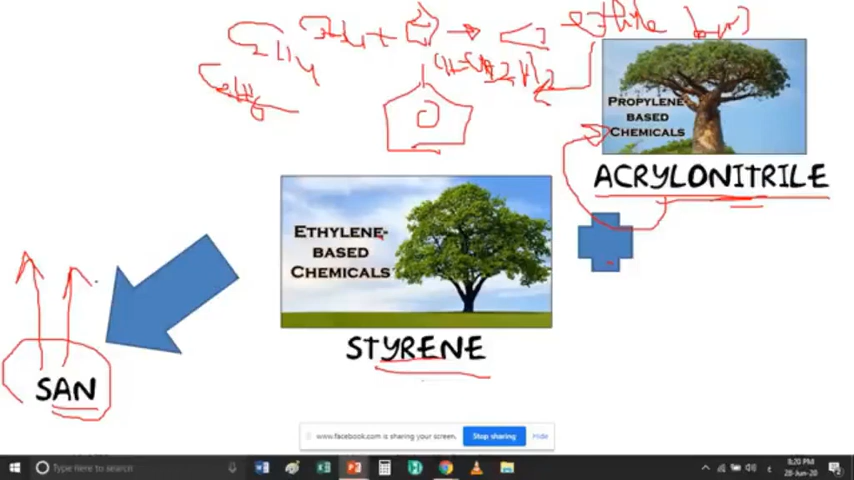 PROPYLENE-
BASED
CHEMICALS
ACRYLONITRILE
ETHYLENE-
BASED
CHEMICALS
STYRENE
SAN
www.facebook.com is sharing your screen.
Stop sharing
Hide
Type here to search
8:20 PM
28-Jun-20